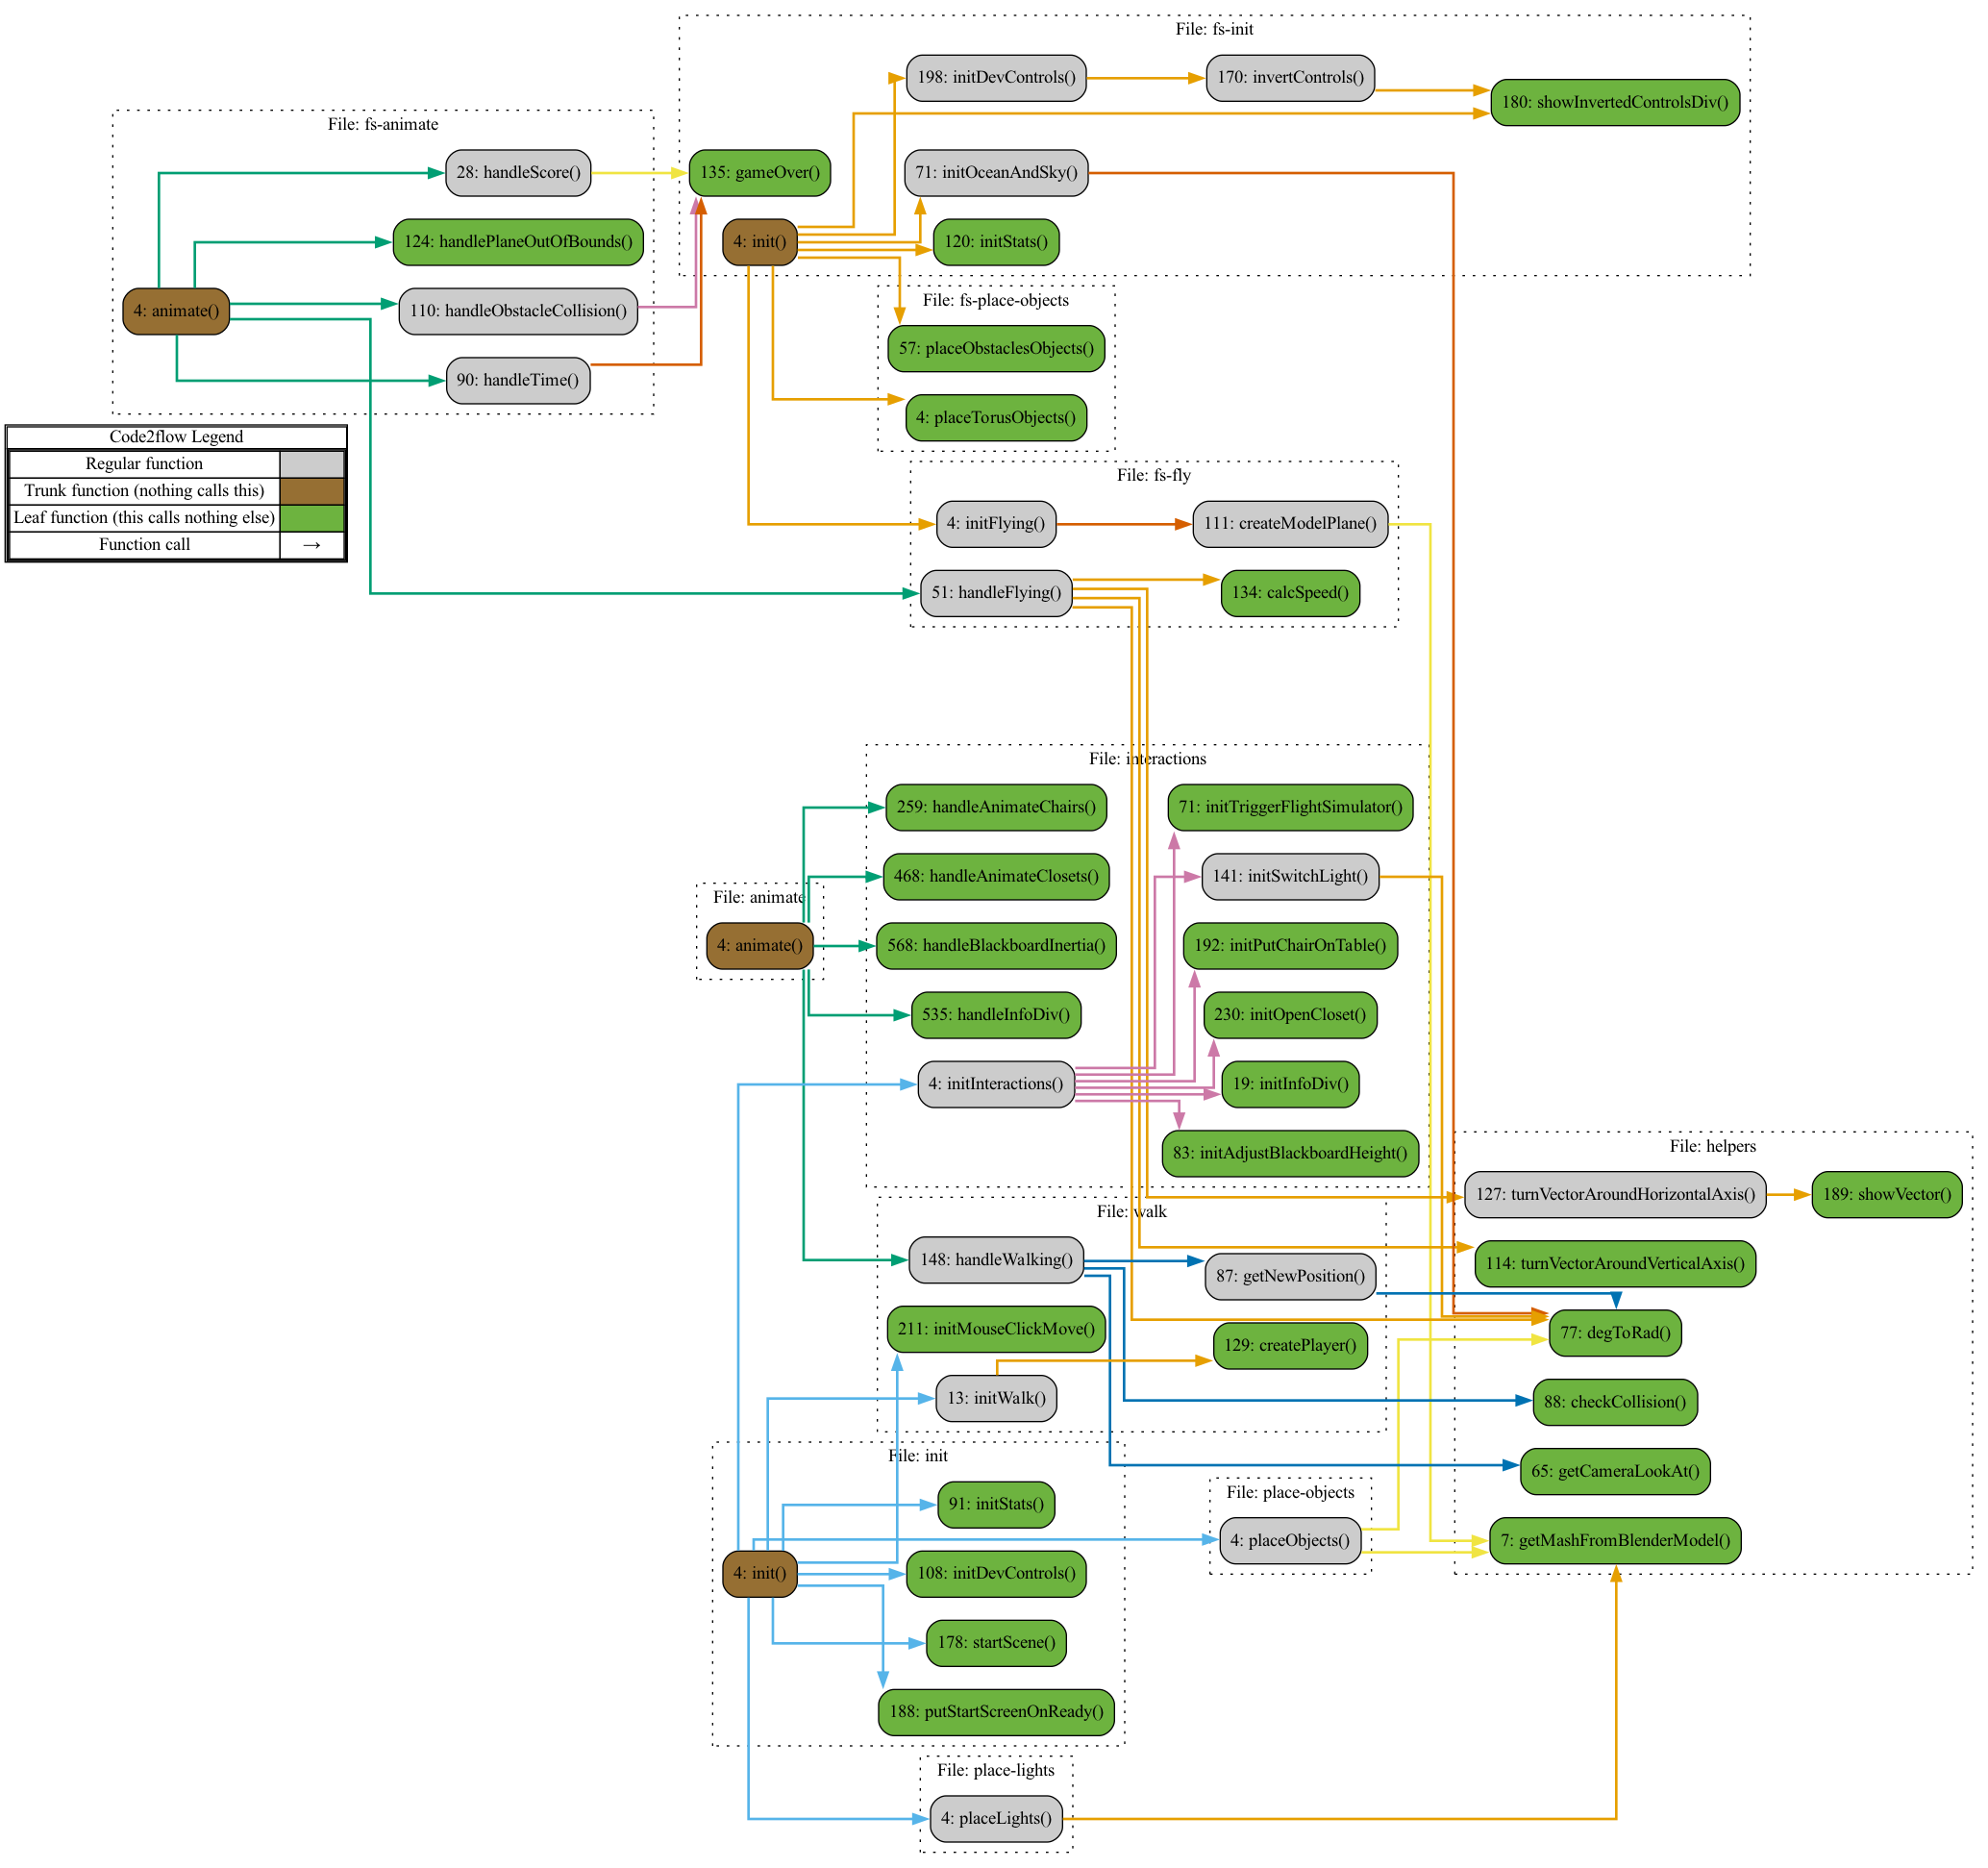 File: fs-init
198: initDevControls()
170: invertControls()
180: showInvertedControlsDiv()
135: gameOver()
71: initOceanAndSky()
4: init()
120: initStats()
File: fs-animate
28: handleScore()
124: handlePlaneOutOfBounds()
4: animate()
110: handleObstacleCollision()
90: handleTime()
File: fs-place-objects
57: placeObstaclesObjects()
4: placeTorusObjects()
Code2flow Legend
Regular function
Trunk function (nothing calls this)
Leaf function (this calls nothing else)
Function call →
File: fs-fly
4: initFlying()
111: createModelPlane()
51: handleFlying()
134: calcSpeed()
File: interactions
259: handleAnimateChairs()
71: initTriggerFlightSimulator()
468: handleAnimateClosets()
141: initSwitchLight()
568: handleBlackboardInertia()
192: initPutChairOnTable()
535: handleInfoDiv()
230: initOpenCloset()
4: initInteractions()
19: initInfoDiv()
83: initAdjustBlackboardHeight()
File: animate
4: animate()
File: helpers
127: turnVectorAroundHorizontalAxis()
189: showVector()
114: turnVectorAroundVerticalAxis()
77: degToRad()
88: checkCollision()
65: getCameraLookAt()
7: getMashFromBlenderModel()
File: walk
148: handleWalking()
87: getNewPosition()
211: initMouseClickMove()
129: createPlayer()
13: initWalk()
File: init
91: initStats()
4: init()
108: initDevControls()
178: startScene()
188: putStartScreenOnReady()
File: place-objects
4: placeObjects()
File: place-lights
4: placeLights()